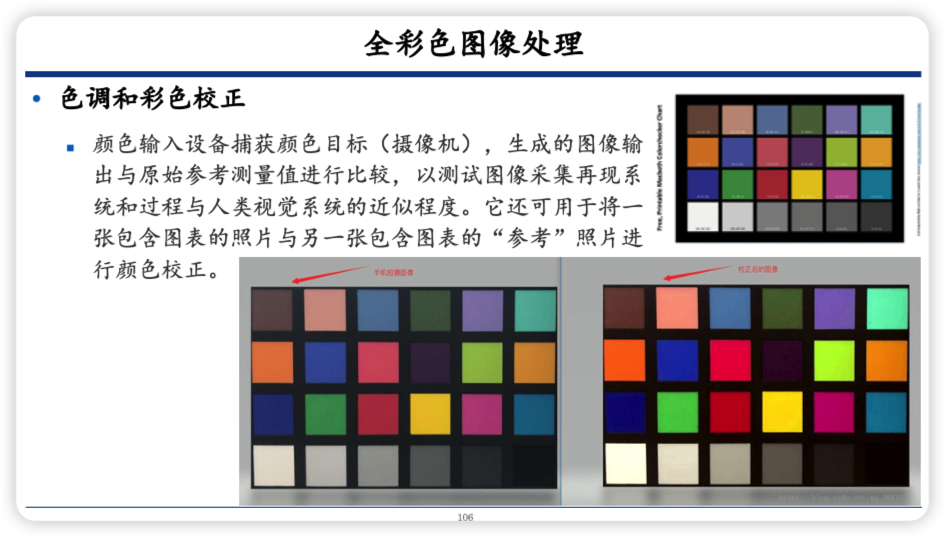 全彩色图像处理
• 色调和彩色校正
▪ 颜色输入设备捕获颜色目标（摄像机），生成的图像输
出与原始参考测量值进行比较，以测试图像采集再现系
统和过程与人类视觉系统的近似程度。它还可用于将一
张包含图表的照片与另一张包含图表的“参考”照片进
行颜色校正。
Free, Printable Macbeth Colorchecker Chart
手机拍摄图像
校正后的图像
106